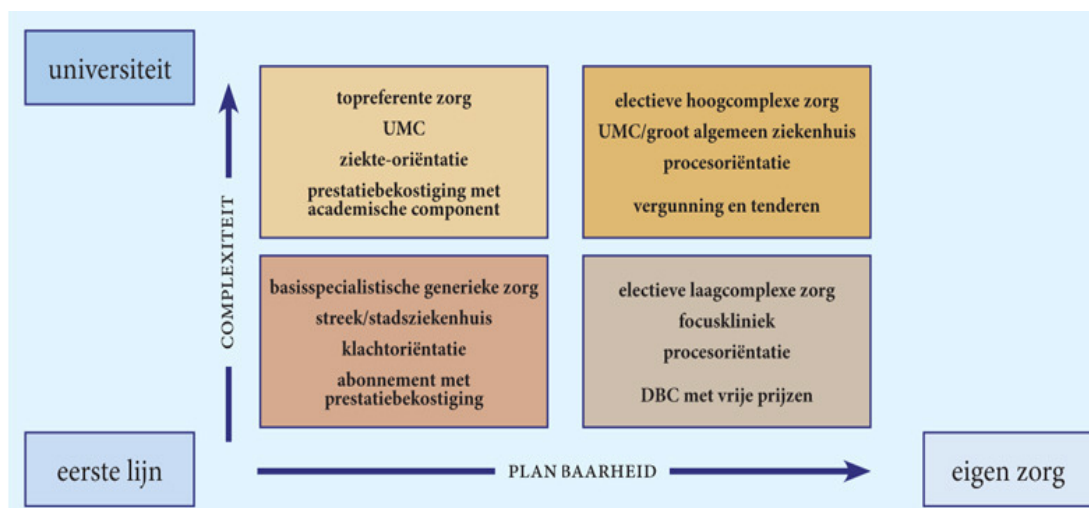 universiteit
topreferente zorg
UMC
ziekte-oriëntatie
prestatiebekostiging met
academische component
electieve hoogcomplexe zorg
UMC/groot algemeen ziekenhuis
procesoriëntatie
vergunning en tenderen
COMPLEXITEIT
basisspecialistische generieke zorg
streek/stadsziekenhuis
klachtoriëntatie
abonnement met
prestatiebekostiging
electieve laagcomplexe zorg
focuskliniek
procesoriëntatie
DBC met vrije prijzen
eerste lijn
PLAN BAARHEID
eigen zorg